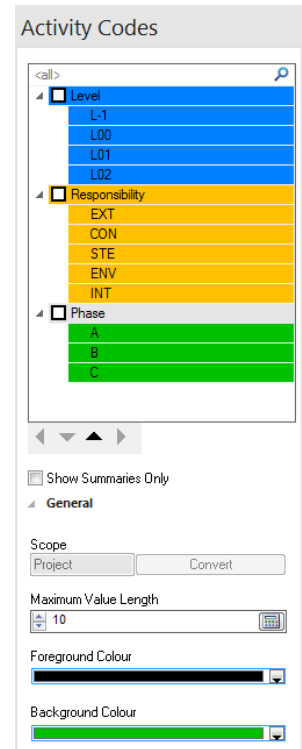 Activity Codes
<all>
Level
L-1
L00
L01
L02
Responsibility
EXT
CON
STE
ENV
INT
Phase
A
B
C
Show Summaries Only
General
Scope
Project Convert
Maximum Value Length
10
Foreground Colour
Background Colour